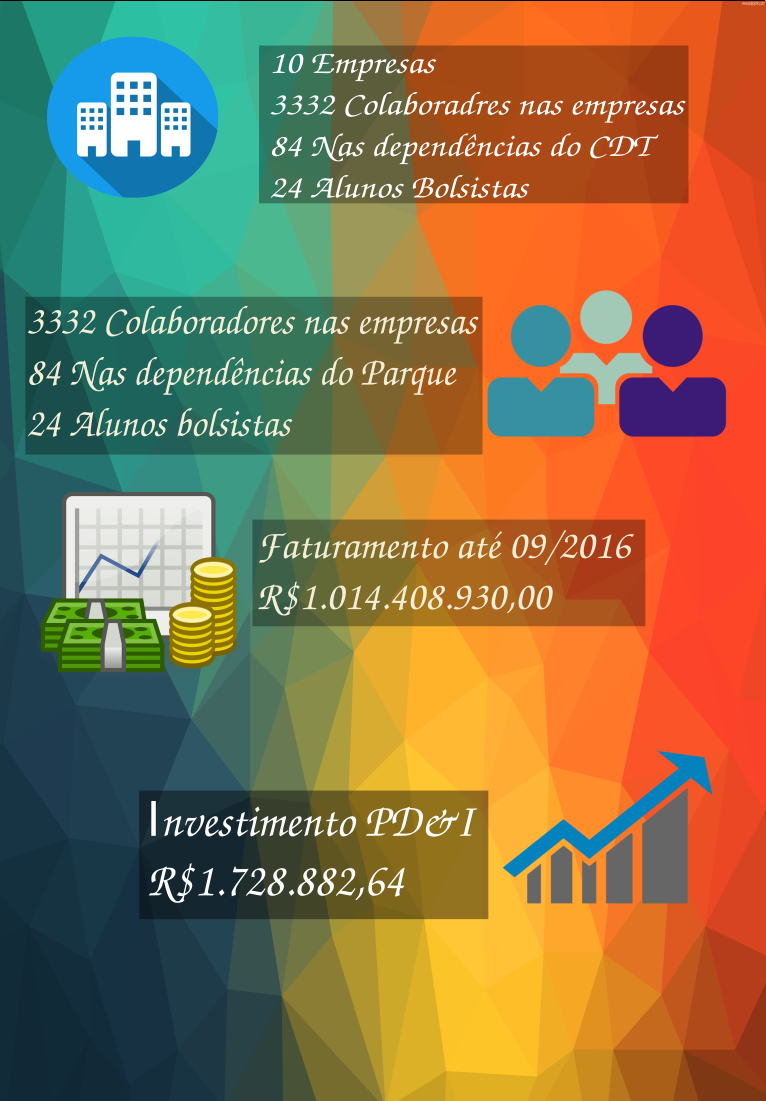 10 Empresas
3332 Colaboradres nas empresas
84 Nas dependências do CDT
24 Alunos Bolsistas
3332 Colaboradores nas empresas
84 Nas dependências do Parque
24 Alunos bolsistas
Faturamento até 09/2016
R$1.014.408.930,00
Investimento PD&I
R$1.728.882,64